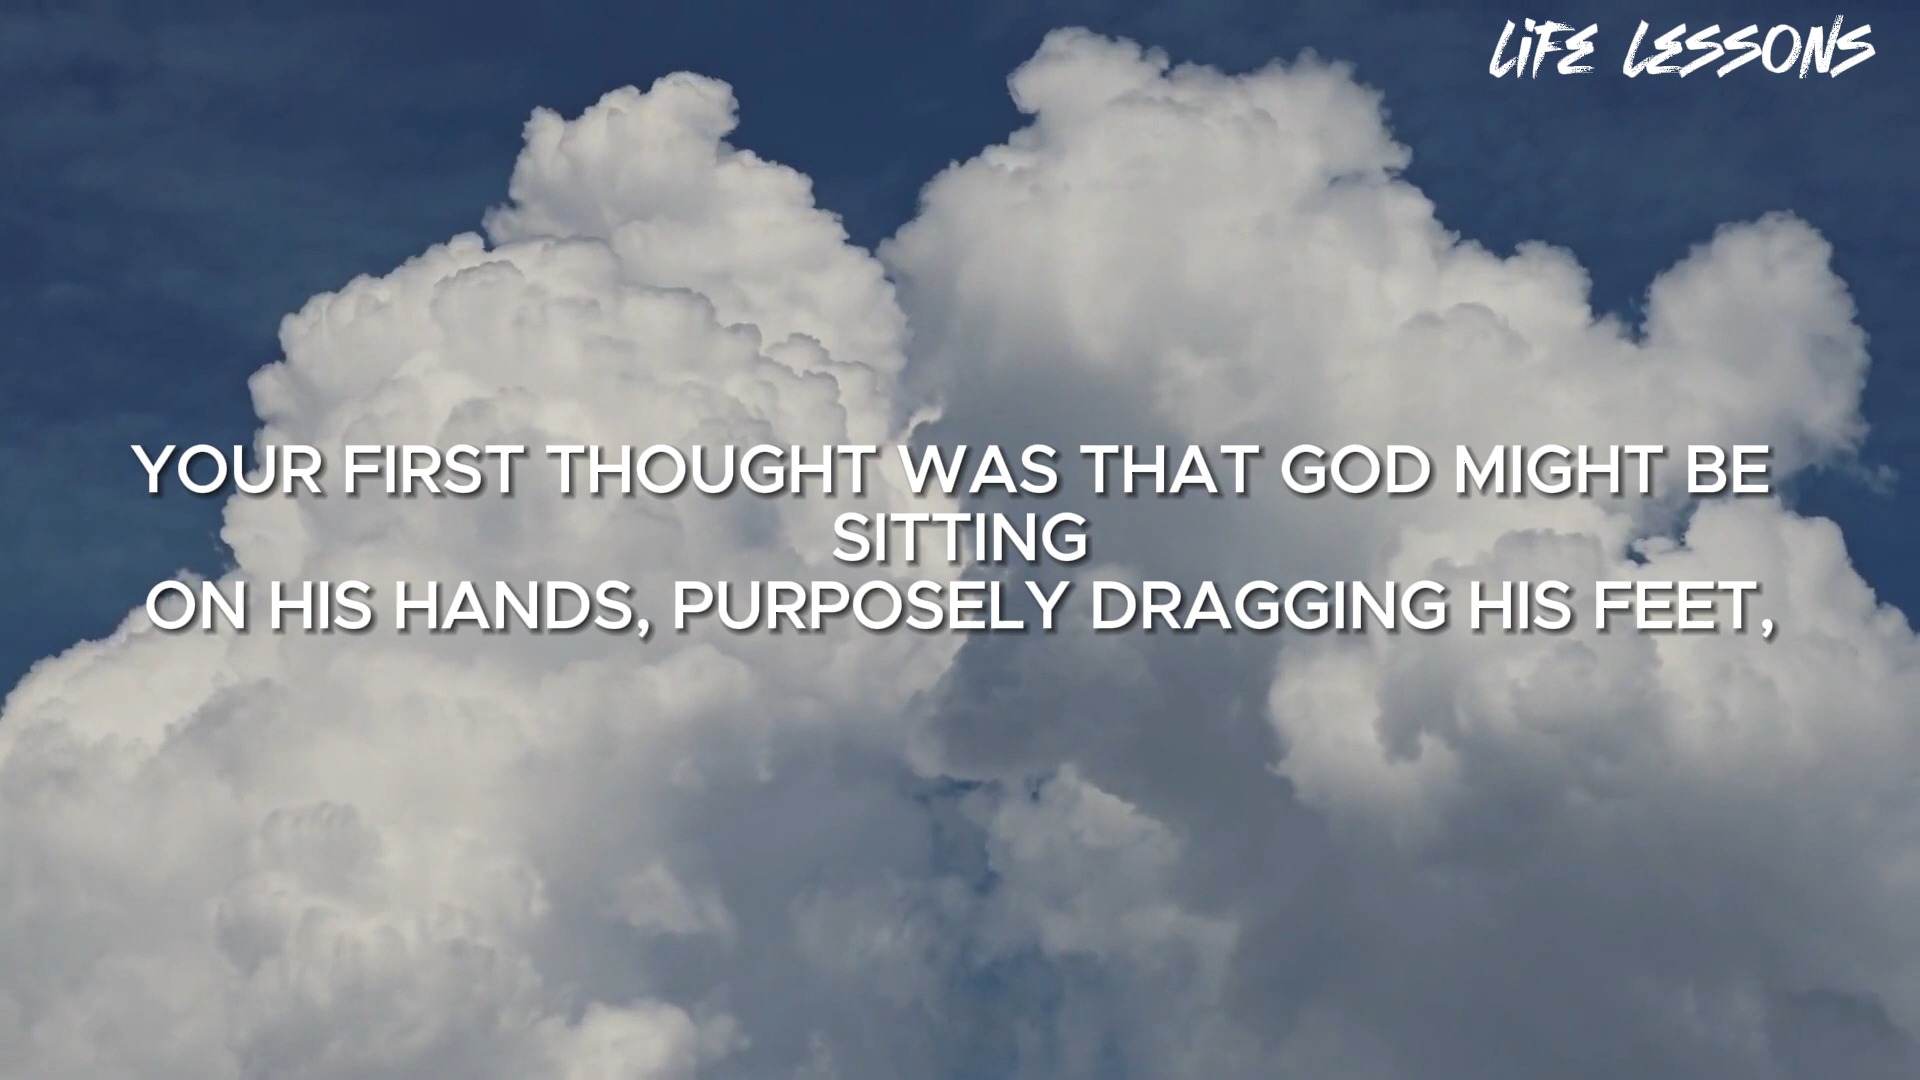 LIFE LESSONS
YOUR FIRST THOUGHT WAS THAT GOD MIGHT BE
SITTING
ON HIS HANDS, PURPOSELY DRAGGING HIS FEET,